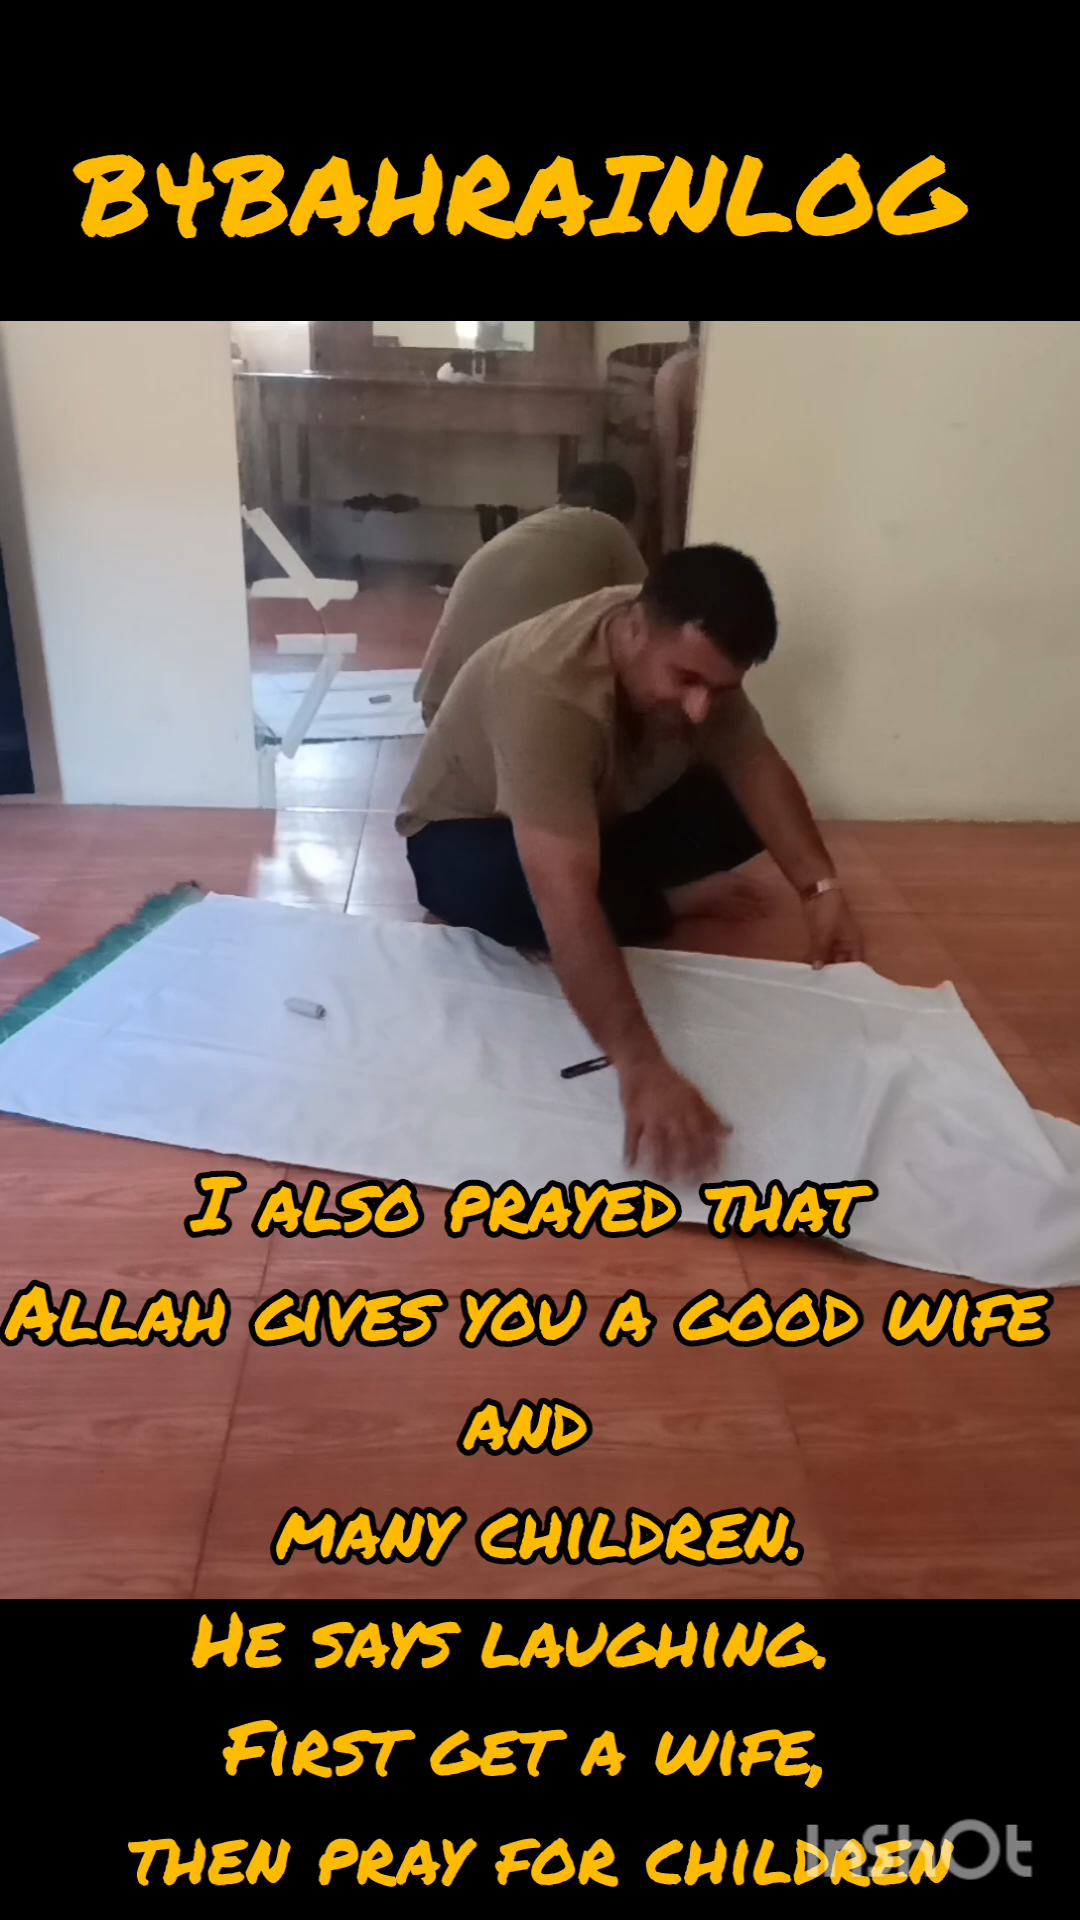 B4BAHRAINLOG
I ALSO PRAYED THAT
ALLAH GIVES YOU A GOOD WIFE
AND
MANY CHILDREN.
HE SAYS LAUGHING.
FIRST GET A WIFE,
THEN PRAY FOR CHILDREN
InShOt